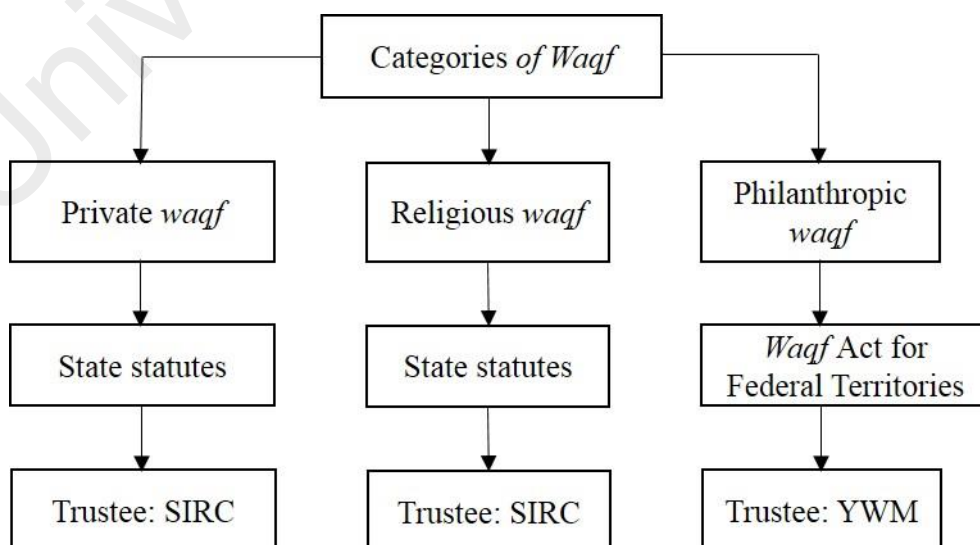 Categories of Waqf
Private waqf
Religious waqf
Philanthropic
waqf
State statutes
State statutes
Waqf Act for
Federal Territories
Trustee: SIRC
Trustee: SIRC
Trustee: YWM
Univ